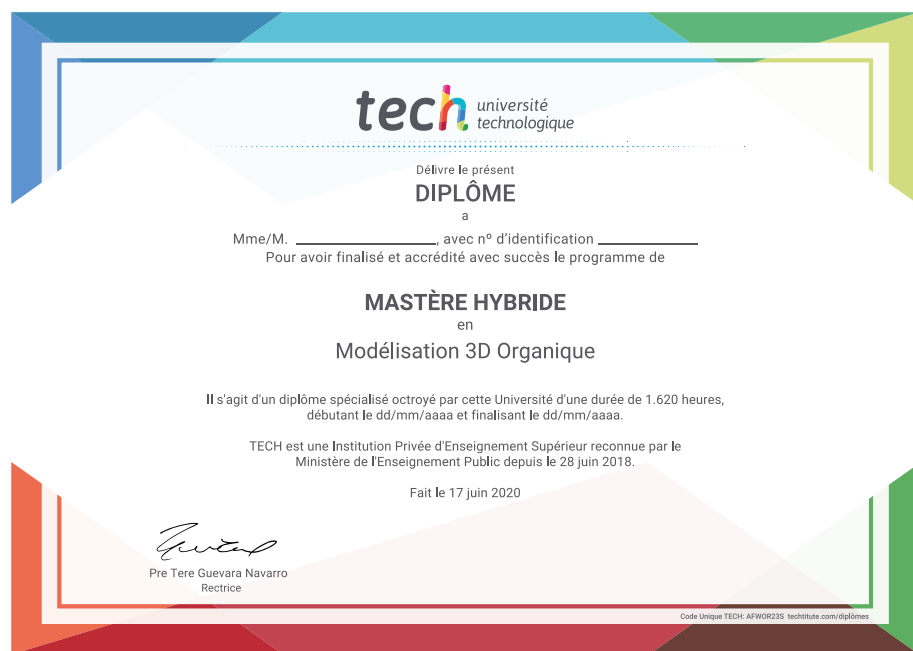 tech université
technologique
Délivre le présent
DIPLÔME
a
Mme/M. , avec nº d'identification
Pour avoir finalisé et accrédité avec succès le programme de
MASTÈRE HYBRIDE
en
Modélisation 3D Organique
Il s'agit d'un diplôme spécialisé octroyé par cette Université d'une durée de 1.620 heures,
débutant le dd/mm/aaaa et finalisant le dd/mm/aaaa.
TECH est une Institution Privée d'Enseignement Supérieur reconnue par le
Ministère de l'Enseignement Public depuis le 28 juin 2018.
Fait le 17 juin 2020
Pre Tere Guevara Navarro
Rectrice
Code Unique TECH: AFWOR23S techtitute.com/diplômes